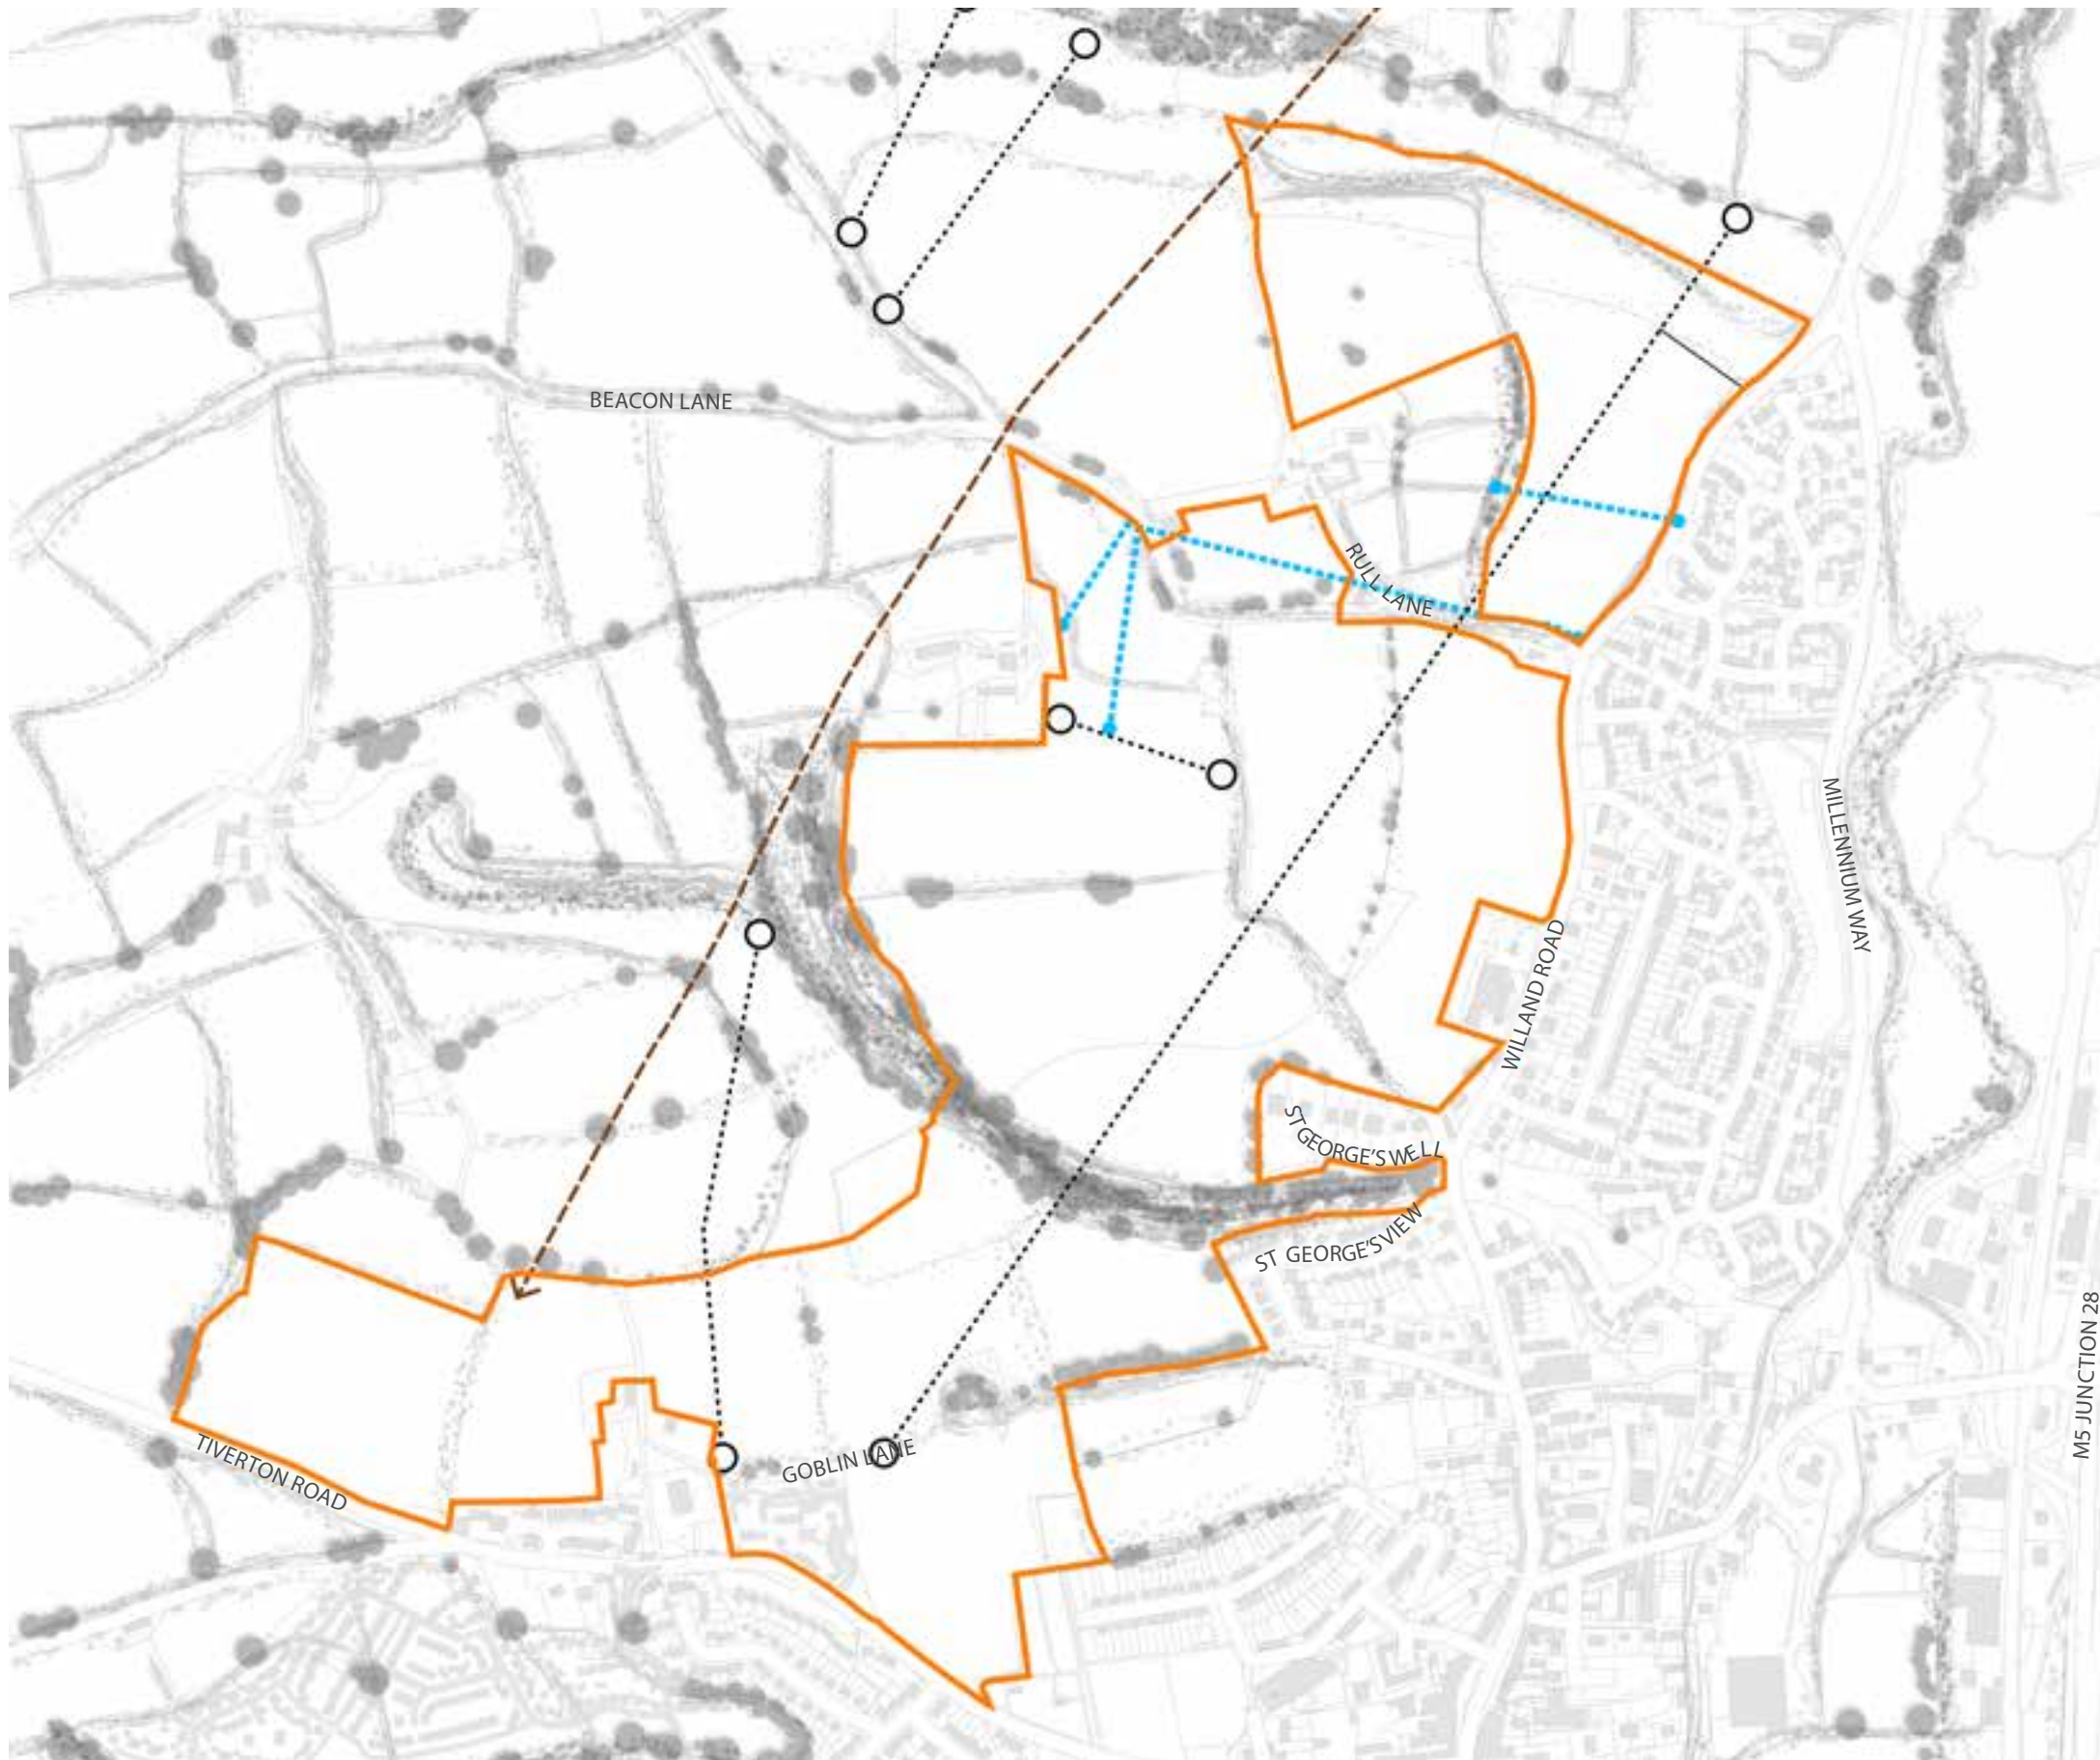 BEACON LANE
RULL LANE
MILLENNIUM WAY
WILLAND ROAD
ST GEORGE'S WELL
ST GEORGE'S VIEW
M5 JUNCTION 28
TIVERTON ROAD
GOBLIN LANE